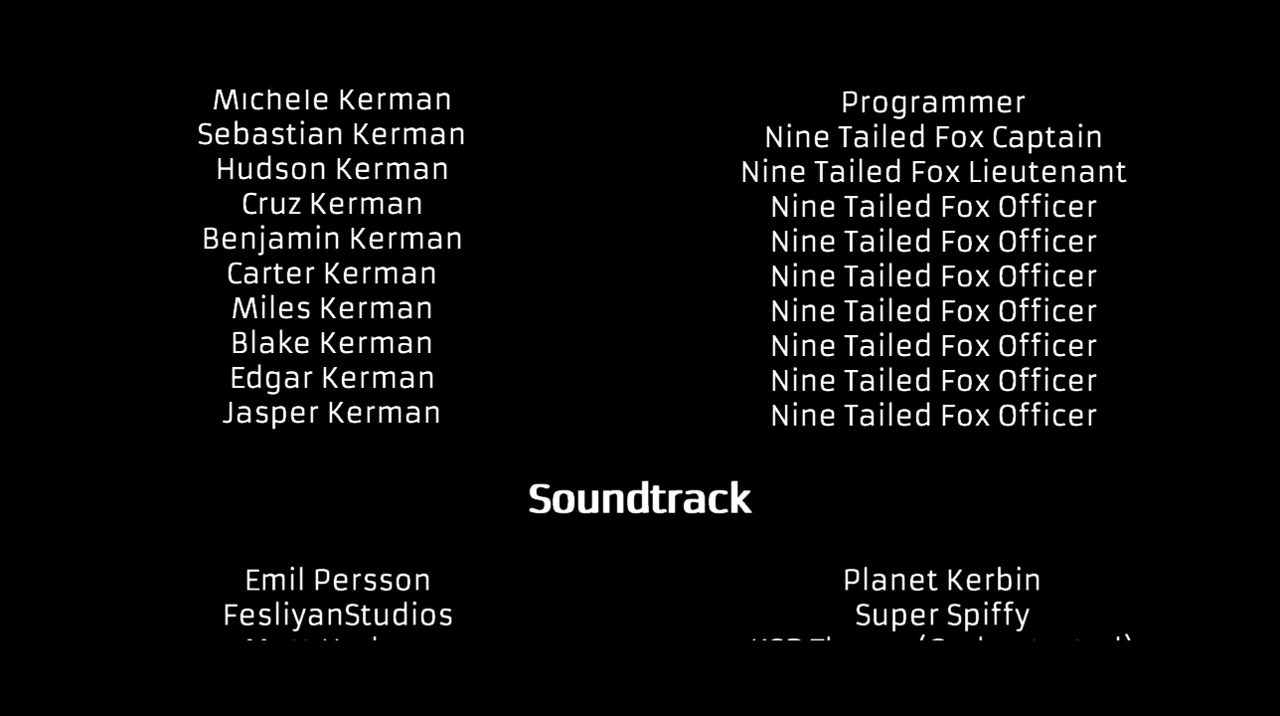 Michele Kerman Programmer
Sebastian Kerman Nine Tailed Fox Captain
Hudson Kerman Nine Tailed Fox Lieutenant
Cruz Kerman Nine Tailed Fox Officer
Benjamin Kerman Nine Tailed Fox Officer
Carter Kerman Nine Tailed Fox Officer
Miles Kerman Nine Tailed Fox Officer
Blake Kerman Nine Tailed Fox Officer
Edgar Kerman Nine Tailed Fox Officer
Jasper Kerman Nine Tailed Fox Officer
Soundtrack
Emil Persson Planet Kerbin
FesliyanStudios Super Spiffy